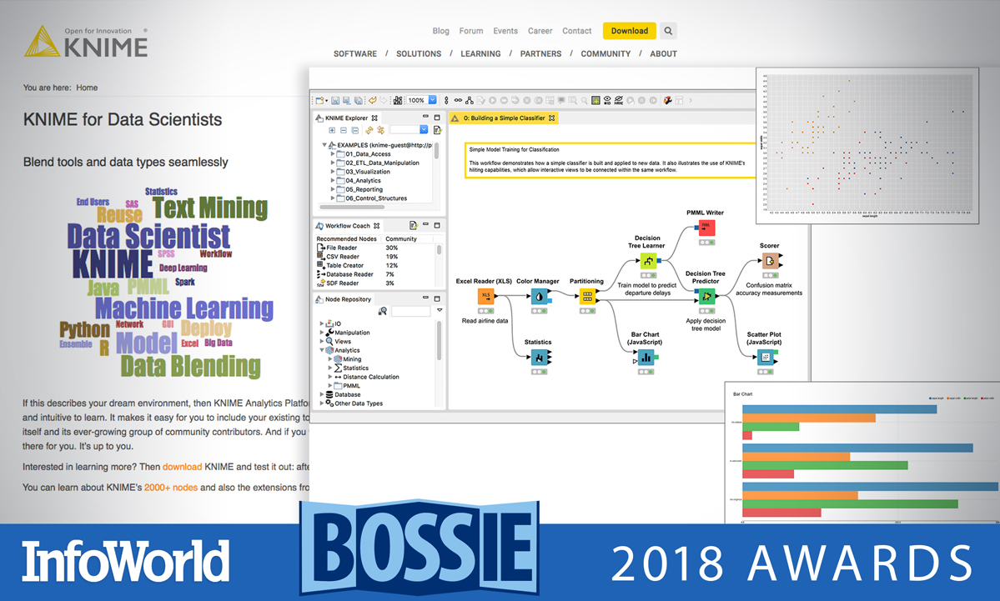 Open for Innovation ®
KNIME
Blog Forum Events Career Contact Download
SOFTWARE / SOLUTIONS / LEARNING / PARTNERS / COMMUNITY / ABOUT
You are here: Home
KNIME for Data Scientists
Blend tools and data types seamlessly
Statistics
End Users SAS Text Mining
Reuse
Data Scientist
SPSS Workflow
KNIME
Deep Learning
Java PMML Spark
Machine Learning
Python Network GUI Deploy
Ensemble R Model Excel Big Data
Data Blending
If this describes your dream environment, then KNIME Analytics Platfo
and intuitive to learn. It makes it easy for you to include your existing to
itself and its ever-growing group of community contributors. And if you
there for you. It's up to you.
Interested in learning more? Then download KNIME and test it out: afte
You can learn about KNIME's 2000+ nodes and also the extensions fro
100%
KNIME Explorer
EXAMPLES (knime-guest@http://p
01_Data_Access
02_ETL_Data_Manipulation
03_Visualization
04_Analytics
05_Reporting
06_Control_Structures
Workflow Coach
Recommended Nodes Community
File Reader 30%
CSV Reader 19%
Table Creator 12%
Database Reader 7%
SDF Reader 4%
Node Repository
IO
Manipulation
Views
Analytics
Mining
Statistics
Distance Calculation
PMML
Database
Other Data Types
0: Building a Simple Classifier
Simple Model Training for Classification
This workflow demonstrates how a simple classifier is built and applied to new data. It also illustrates the use of KNIME's
hiliting capabilities, which allow interactive views to be connected within the same workflow.
Excel Reader (XLS)
XLS
Read airline data
Color Manager
Partitioning
Statistics
Decision
Tree Learner
Train model to predict
departure delays
PMML Writer
Decision Tree
Predictor
Apply decision
tree model
Bar Chart
(JavaScript)
Scorer
Confusion matrix
accuracy measurements
Scatter Plot
(JavaScript)
sepal width
sepal length
Bar Chart
InfoWorld
BOSSIE
2018 AWARDS